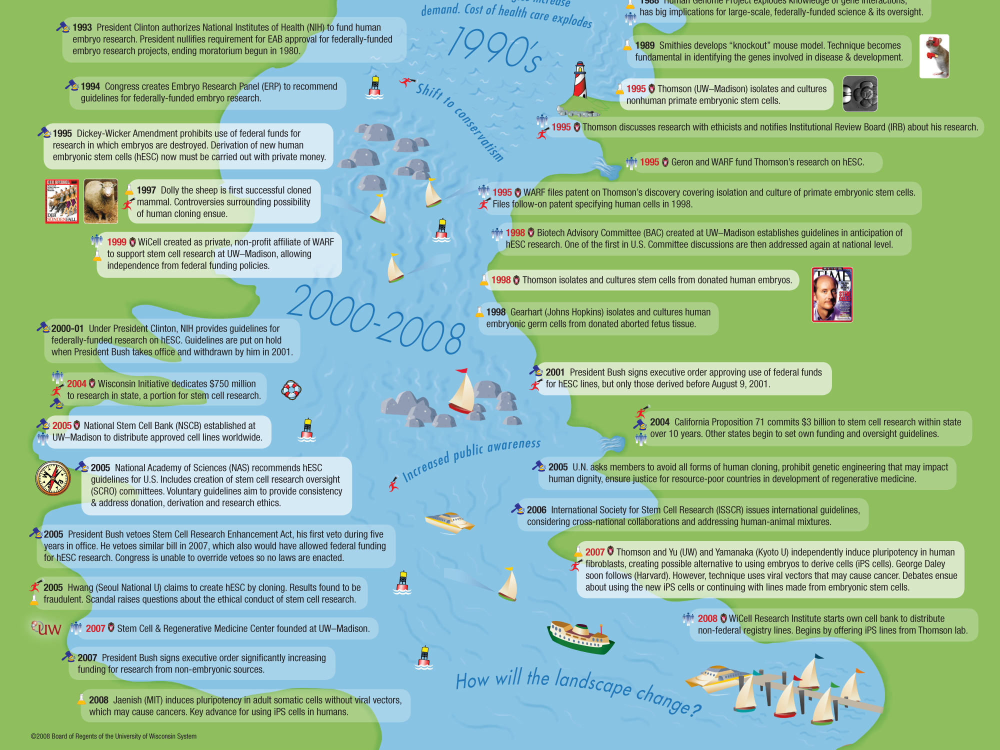 demand. Cost of health care explodes
1990's
Shift to conservatism
1993 President Clinton authorizes National Institutes of Health (NIH) to fund human
embryo research. President nullifies requirement for EAB approval for federally-funded
embryo research projects, ending moratorium begun in 1980.
1994 Congress creates Embryo Research Panel (ERP) to recommend
guidelines for federally-funded embryo research.
1995 Dickey-Wicker Amendment prohibits use of federal funds for
research in which embryos are destroyed. Derivation of new human
embryonic stem cells (hESC) now must be carried out with private money.
DER SPIEGEL
DER
SÜNDENFALL
1997 Dolly the sheep is first successful cloned
mammal. Controversies surrounding possibility
of human cloning ensue.
1999 W WiCell created as private, non-profit affiliate of WARF
to support stem cell research at UW–Madison, allowing
independence from federal funding policies.
1988 Human Genome Project explodes knowledge of gene interactions,
has big implications for large-scale, federally-funded science & its oversight.
1989 Smithies develops “knockout” mouse model. Technique becomes
fundamental in identifying the genes involved in disease & development.
1995 W Thomson (UW–Madison) isolates and cultures
nonhuman primate embryonic stem cells.
1995 W Thomson discusses research with ethicists and notifies Institutional Review Board (IRB) about his research.
1995 W Geron and WARF fund Thomson's research on hESC.
1995 W WARF files patent on Thomson's discovery covering isolation and culture of primate embryonic stem cells.
Files follow-on patent specifying human cells in 1998.
1998 W Biotech Advisory Committee (BAC) created at UW–Madison establishes guidelines in anticipation of
hESC research. One of the first in U.S. Committee discussions are then addressed again at national level.
1998 W Thomson isolates and cultures stem cells from donated human embryos.
TIME
STEM
CELLS
1998 Gearhart (Johns Hopkins) isolates and cultures human
embryonic germ cells from donated aborted fetus tissue.
2000-2008
2000-01 Under President Clinton, NIH provides guidelines for
federally-funded research on hESC. Guidelines are put on hold
when President Bush takes office and withdrawn by him in 2001.
2004 W Wisconsin Initiative dedicates $750 million
to research in state, a portion for stem cell research.
2005 W National Stem Cell Bank (NSCB) established at
UW–Madison to distribute approved cell lines worldwide.
N
E
W
2005 National Academy of Sciences (NAS) recommends hESC
guidelines for U.S. Includes creation of stem cell research oversight
(SCRO) committees. Voluntary guidelines aim to provide consistency
& address donation, derivation and research ethics.
2005 President Bush vetoes Stem Cell Research Enhancement Act, his first veto during five
years in office. He vetoes similar bill in 2007, which also would have allowed federal funding
for hESC research. Congress is unable to override vetoes so no laws are enacted.
2005 Hwang (Seoul National U) claims to create hESC by cloning. Results found to be
fraudulent. Scandal raises questions about the ethical conduct of stem cell research.
UW
2007 W Stem Cell & Regenerative Medicine Center founded at UW–Madison.
2007 President Bush signs executive order significantly increasing
funding for research from non-embryonic sources.
2008 Jaenish (MIT) induces pluripotency in adult somatic cells without viral vectors,
which may cause cancers. Key advance for using iPS cells in humans.
2001 President Bush signs executive order approving use of federal funds
for hESC lines, but only those derived before August 9, 2001.
2004 California Proposition 71 commits $3 billion to stem cell research within state
over 10 years. Other states begin to set own funding and oversight guidelines.
Increased public awareness
2005 U.N. asks members to avoid all forms of human cloning, prohibit genetic engineering that may impact
human dignity, ensure justice for resource-poor countries in development of regenerative medicine.
2006 International Society for Stem Cell Research (ISSCR) issues international guidelines,
considering cross-national collaborations and addressing human-animal mixtures.
2007 W Thomson and Yu (UW) and Yamanaka (Kyoto U) independently induce pluripotency in human
fibroblasts, creating possible alternative to using embryos to derive cells (iPS cells). George Daley
soon follows (Harvard). However, technique uses viral vectors that may cause cancer. Debates ensue
about using the new iPS cells or continuing with lines made from embryonic stem cells.
2008 W WiCell Research Institute starts own cell bank to distribute
non-federal registry lines. Begins by offering iPS lines from Thomson lab.
How will the landscape change?
©2008 Board of Regents of the University of Wisconsin System